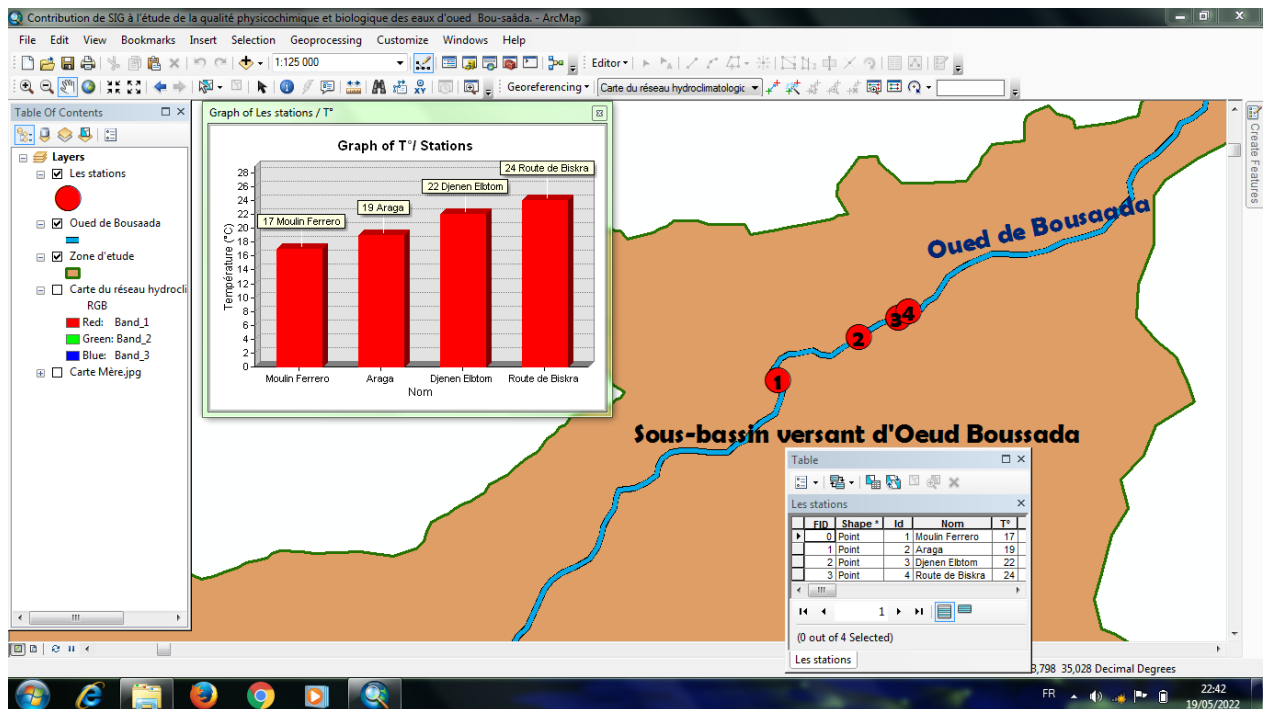 Contribution de SIG à l'étude de la qualité physicochimique et biologique des eaux d'oued Bou-saâda. - ArcMap
File Edit View Bookmarks Insert Selection Geoprocessing Customize Windows Help
1:125 000
Editor
Georeferencing
Carte du réseau hydroclimatologic
Table Of Contents
Layers
Les stations
Oued de Bousaada
Zone d'etude
Carte du réseau hydrocli
RGB
Red: Band_1
Green: Band_2
Blue: Band_3
Carte Mère.jpg
Graph of Les stations / T°
Graph of T°/ Stations
Température (°C)
28
26
24
22
20
18
16
14
12
10
8
6
4
2
0
17 Moulin Ferrero
19 Araga
22 Djenen Elbtom
24 Route de Biskra
Moulin Ferrero Araga Djenen Elbtom Route de Biskra
Nom
Oued de Bousaada
1
2
3
4
Sous-bassin versant d'Oeud Boussada
Create Features
Table
Les stations
FID Shape * Id Nom T°
0 Point 1 Moulin Ferrero 17
1 Point 2 Araga 19
2 Point 3 Djenen Elbtom 22
3 Point 4 Route de Biskra 24
1
(0 out of 4 Selected)
Les stations
,798 35,028 Decimal Degrees
FR
22:42
19/05/2022